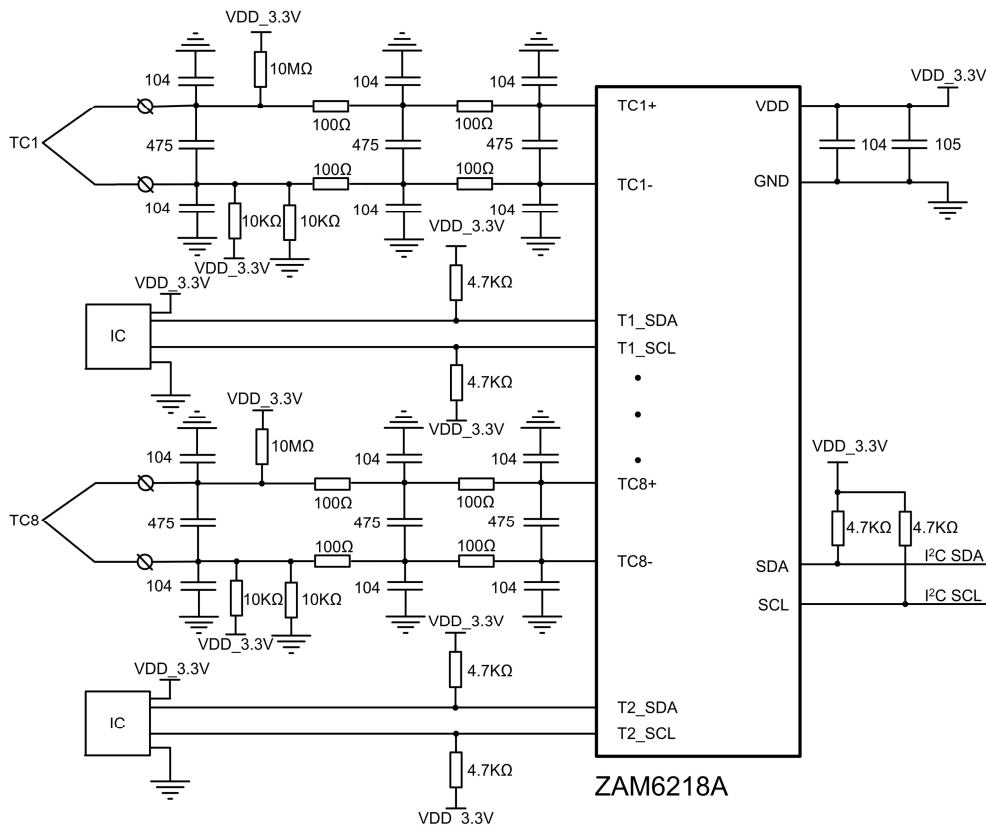 VDD_3.3V
104
10MΩ
104
104
100Ω
100Ω
TC1
475
475
475
100Ω
100Ω
104
10KΩ
10KΩ
104
104
VDD_3.3V
VDD_3.3V
4.7KΩ
VDD_3.3V
IC
4.7KΩ
VDD_3.3V
VDD_3.3V
104
10MΩ
104
104
100Ω
100Ω
TC8
475
475
475
100Ω
100Ω
104
10KΩ
10KΩ
104
104
VDD_3.3V
VDD_3.3V
4.7KΩ
VDD_3.3V
IC
4.7KΩ
VDD_3.3V
TC1+
TC1-
T1_SDA
T1_SCL
TC8+
TC8-
T2_SDA
T2_SCL
VDD
GND
SDA
SCL
ZAM6218A
VDD_3.3V
104
105
VDD_3.3V
4.7KΩ
4.7KΩ
I²C SDA
I²C SCL